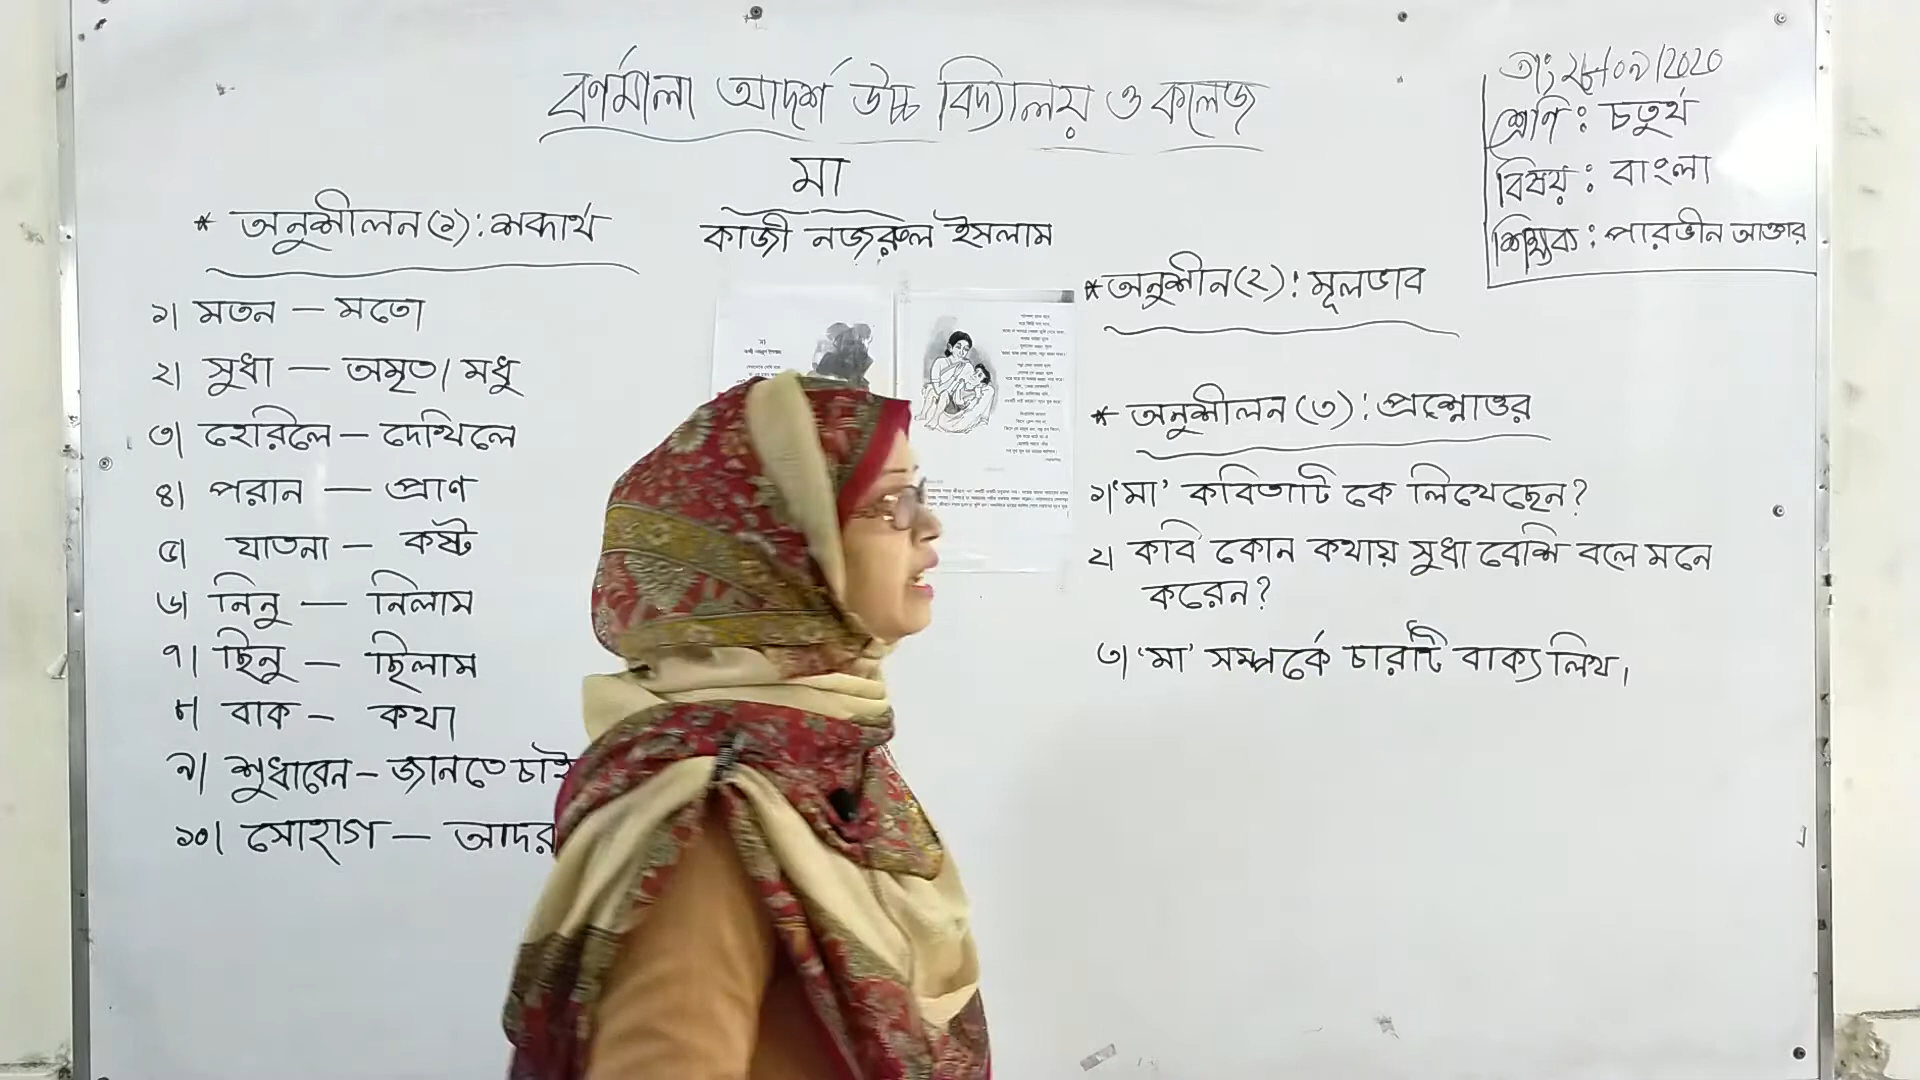 বর্ণমালা আদর্শ উচ্চ বিদ্যালয় ও কলেজ
মা
কাজী নজরুল ইসলাম
শ্রেণি : চতুর্থ
বিষয় : বাংলা
শিক্ষক : পারভীন আক্তার
* অনুশীলন (১) : শব্দার্থ
১। মতন – মতো
২। সুধা – অমৃত / মধু
৩। হেরিলে – দেখিলে
৪। পরান – প্রাণ
৫। যাতনা – কষ্ট
৬। নিনু – নিলাম
৭। ছিনু – ছিলাম
৮। বাক – কথা
৯। শুধাবেন – জানতে চাই
১০। সোহাগ – আদর
* অনুশীন (২) : মূলভাব
* অনুশীলন (৩) : প্রশ্নোত্তর
১। 'মা' কবিতাটি কে লিখেছেন?
২। কবি কোন কথায় সুধা বেশি বলে মনে
করেন?
৩। 'মা' সম্পর্কে চারটি বাক্য লিখ।